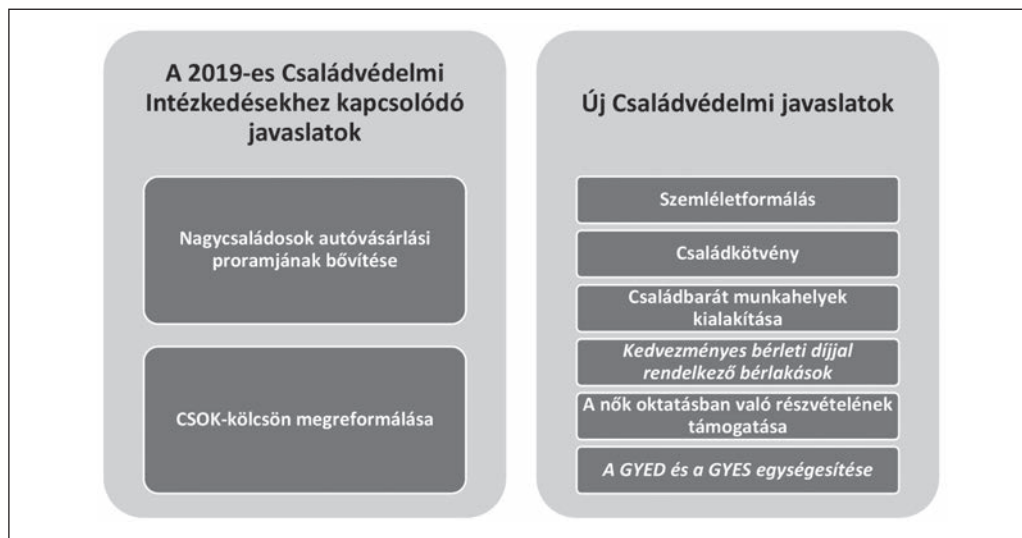 A 2019-es Családvédelmi
Intézkedésekhez kapcsolódó
javaslatok
Nagycsaládosok autóvásárlási
proramjának bővítése
CSOK-kölcsön megreformálása
Új Családvédelmi javaslatok
Szemléletformálás
Családkötvény
Családbarát munkahelyek
kialakítása
Kedvezményes bérleti díjjal
rendelkező bérlakások
A nők oktatásban való részvételének
támogatása
A GYED és a GYES egységesítése